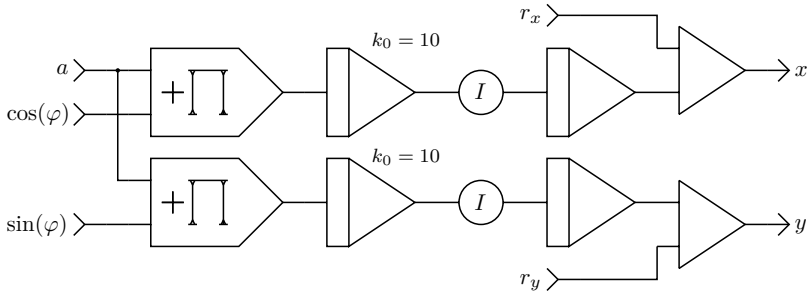 r_x
k_0 = 10
a
+∏
I
x
cos(φ)
k_0 = 10
+∏
I
sin(φ)
y
r_y